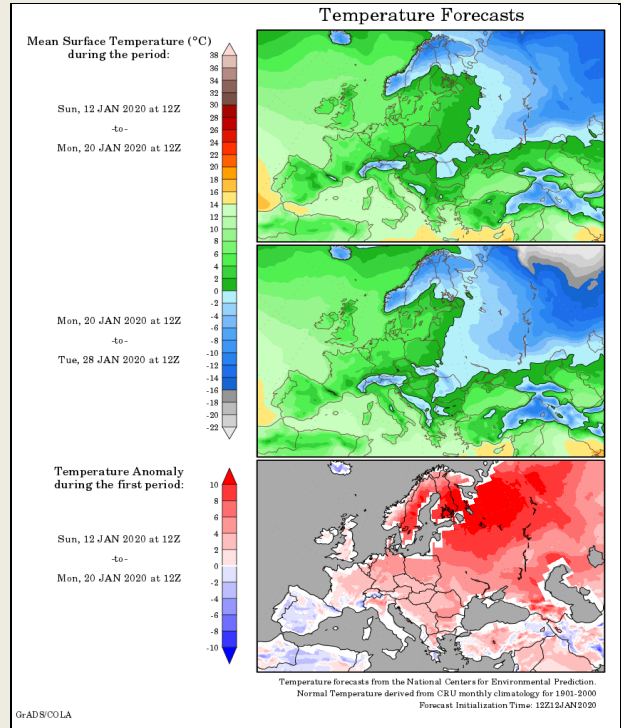 Temperature Forecasts
Mean Surface Temperature (°C)
during the period:
Sun, 12 JAN 2020 at 12Z
-to-
Mon, 20 JAN 2020 at 12Z
38
36
34
32
30
28
26
24
22
20
18
16
14
12
10
8
6
4
2
0
-2
-4
-6
-8
-10
-12
-14
-16
-18
-20
-22
Mon, 20 JAN 2020 at 12Z
-to-
Tue, 28 JAN 2020 at 12Z
Temperature Anomaly
during the first period:
Sun, 12 JAN 2020 at 12Z
-to-
Mon, 20 JAN 2020 at 12Z
10
8
6
4
2
0
-2
-4
-6
-8
-10
Temperature forecasts from the National Centers for Environmental Prediction.
Normal Temperature derived from CRU monthly climatology for 1901-2000
Forecast Initialization Time: 12Z12JAN2020
GrADS/COLA